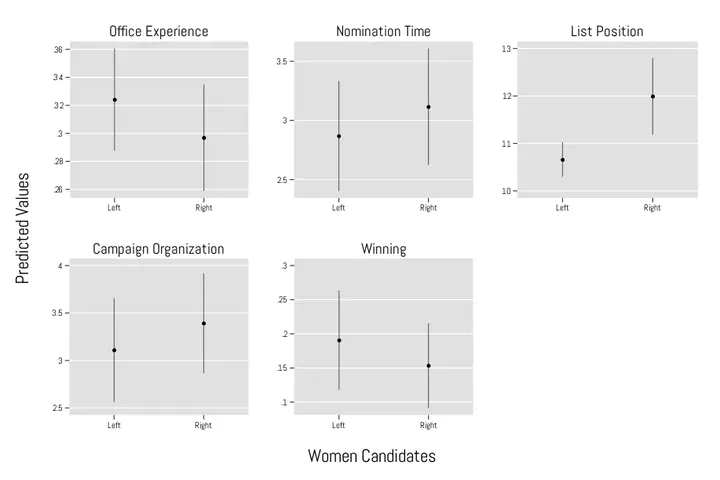 Office Experience
.36
.34
.32
.3
.28
.26
Left Right
Nomination Time
3.5
3
2.5
Left Right
List Position
13
12
11
10
Left Right
Predicted Values
Campaign Organization
4
3.5
3
2.5
Left Right
Winning
.3
.25
.2
.15
.1
Left Right
Women Candidates